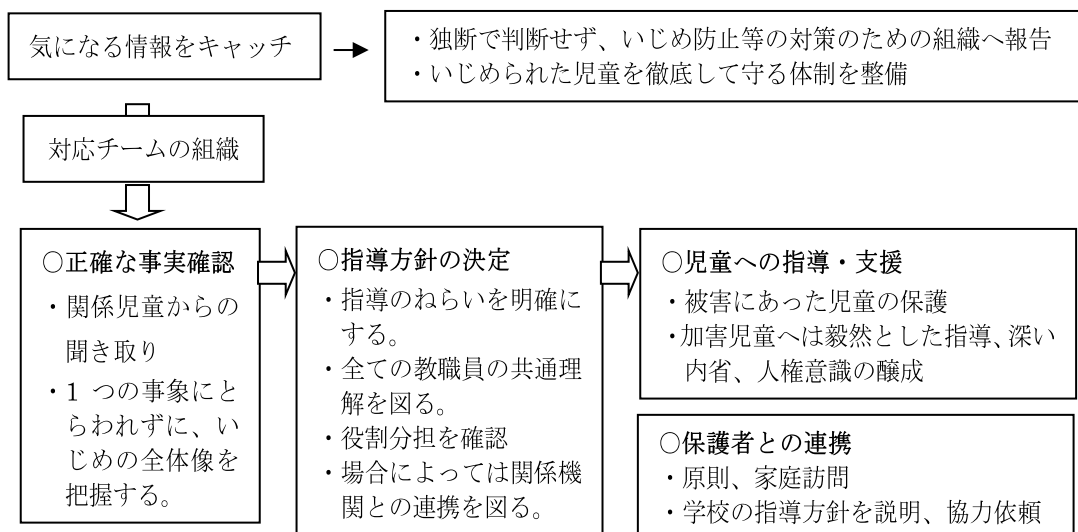 気になる情報をキャッチ
・独断で判断せず、いじめ防止等の対策のための組織へ報告
・いじめられた児童を徹底して守る体制を整備
対応チームの組織
○正確な事実確認
・関係児童からの
聞き取り
・1 つの事象にと
らわれずに、い
じめの全体像を
把握する。
○指導方針の決定
・指導のねらいを明確に
する。
・全ての教職員の共通理
解を図る。
・役割分担を確認
・場合によっては関係機
関との連携を図る。
○児童への指導・支援
・被害にあった児童の保護
・加害児童へは毅然とした指導、深い
内省、人権意識の醸成
○保護者との連携
・原則、家庭訪問
・学校の指導方針を説明、協力依頼